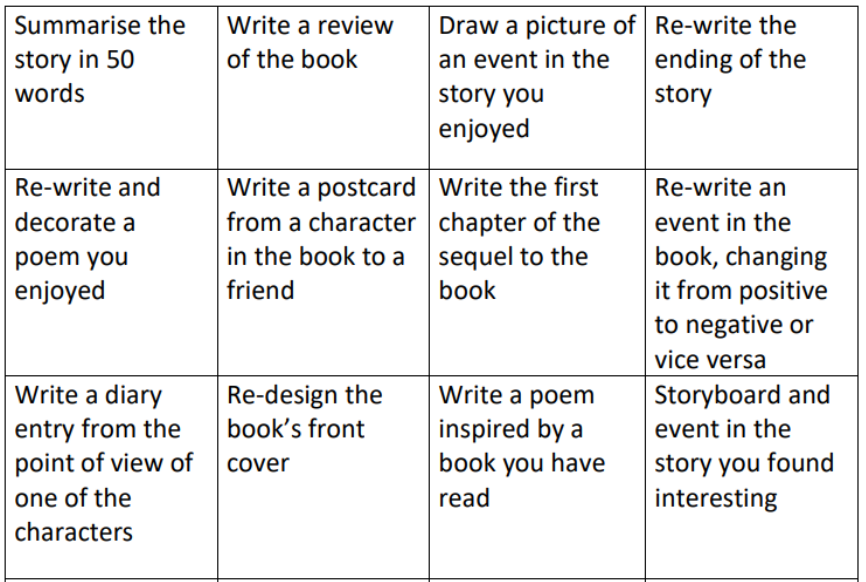 Summarise the
story in 50
words
Write a review
of the book
Draw a picture of
an event in the
story you
enjoyed
Re-write the
ending of the
story
Re-write and
decorate a
poem you
enjoyed
Write a postcard
from a character
in the book to a
friend
Write the first
chapter of the
sequel to the
book
Re-write an
event in the
book, changing
it from positive
to negative or
vice versa
Write a diary
entry from the
point of view of
one of the
characters
Re-design the
book’s front
cover
Write a poem
inspired by a
book you have
read
Storyboard and
event in the
story you found
interesting